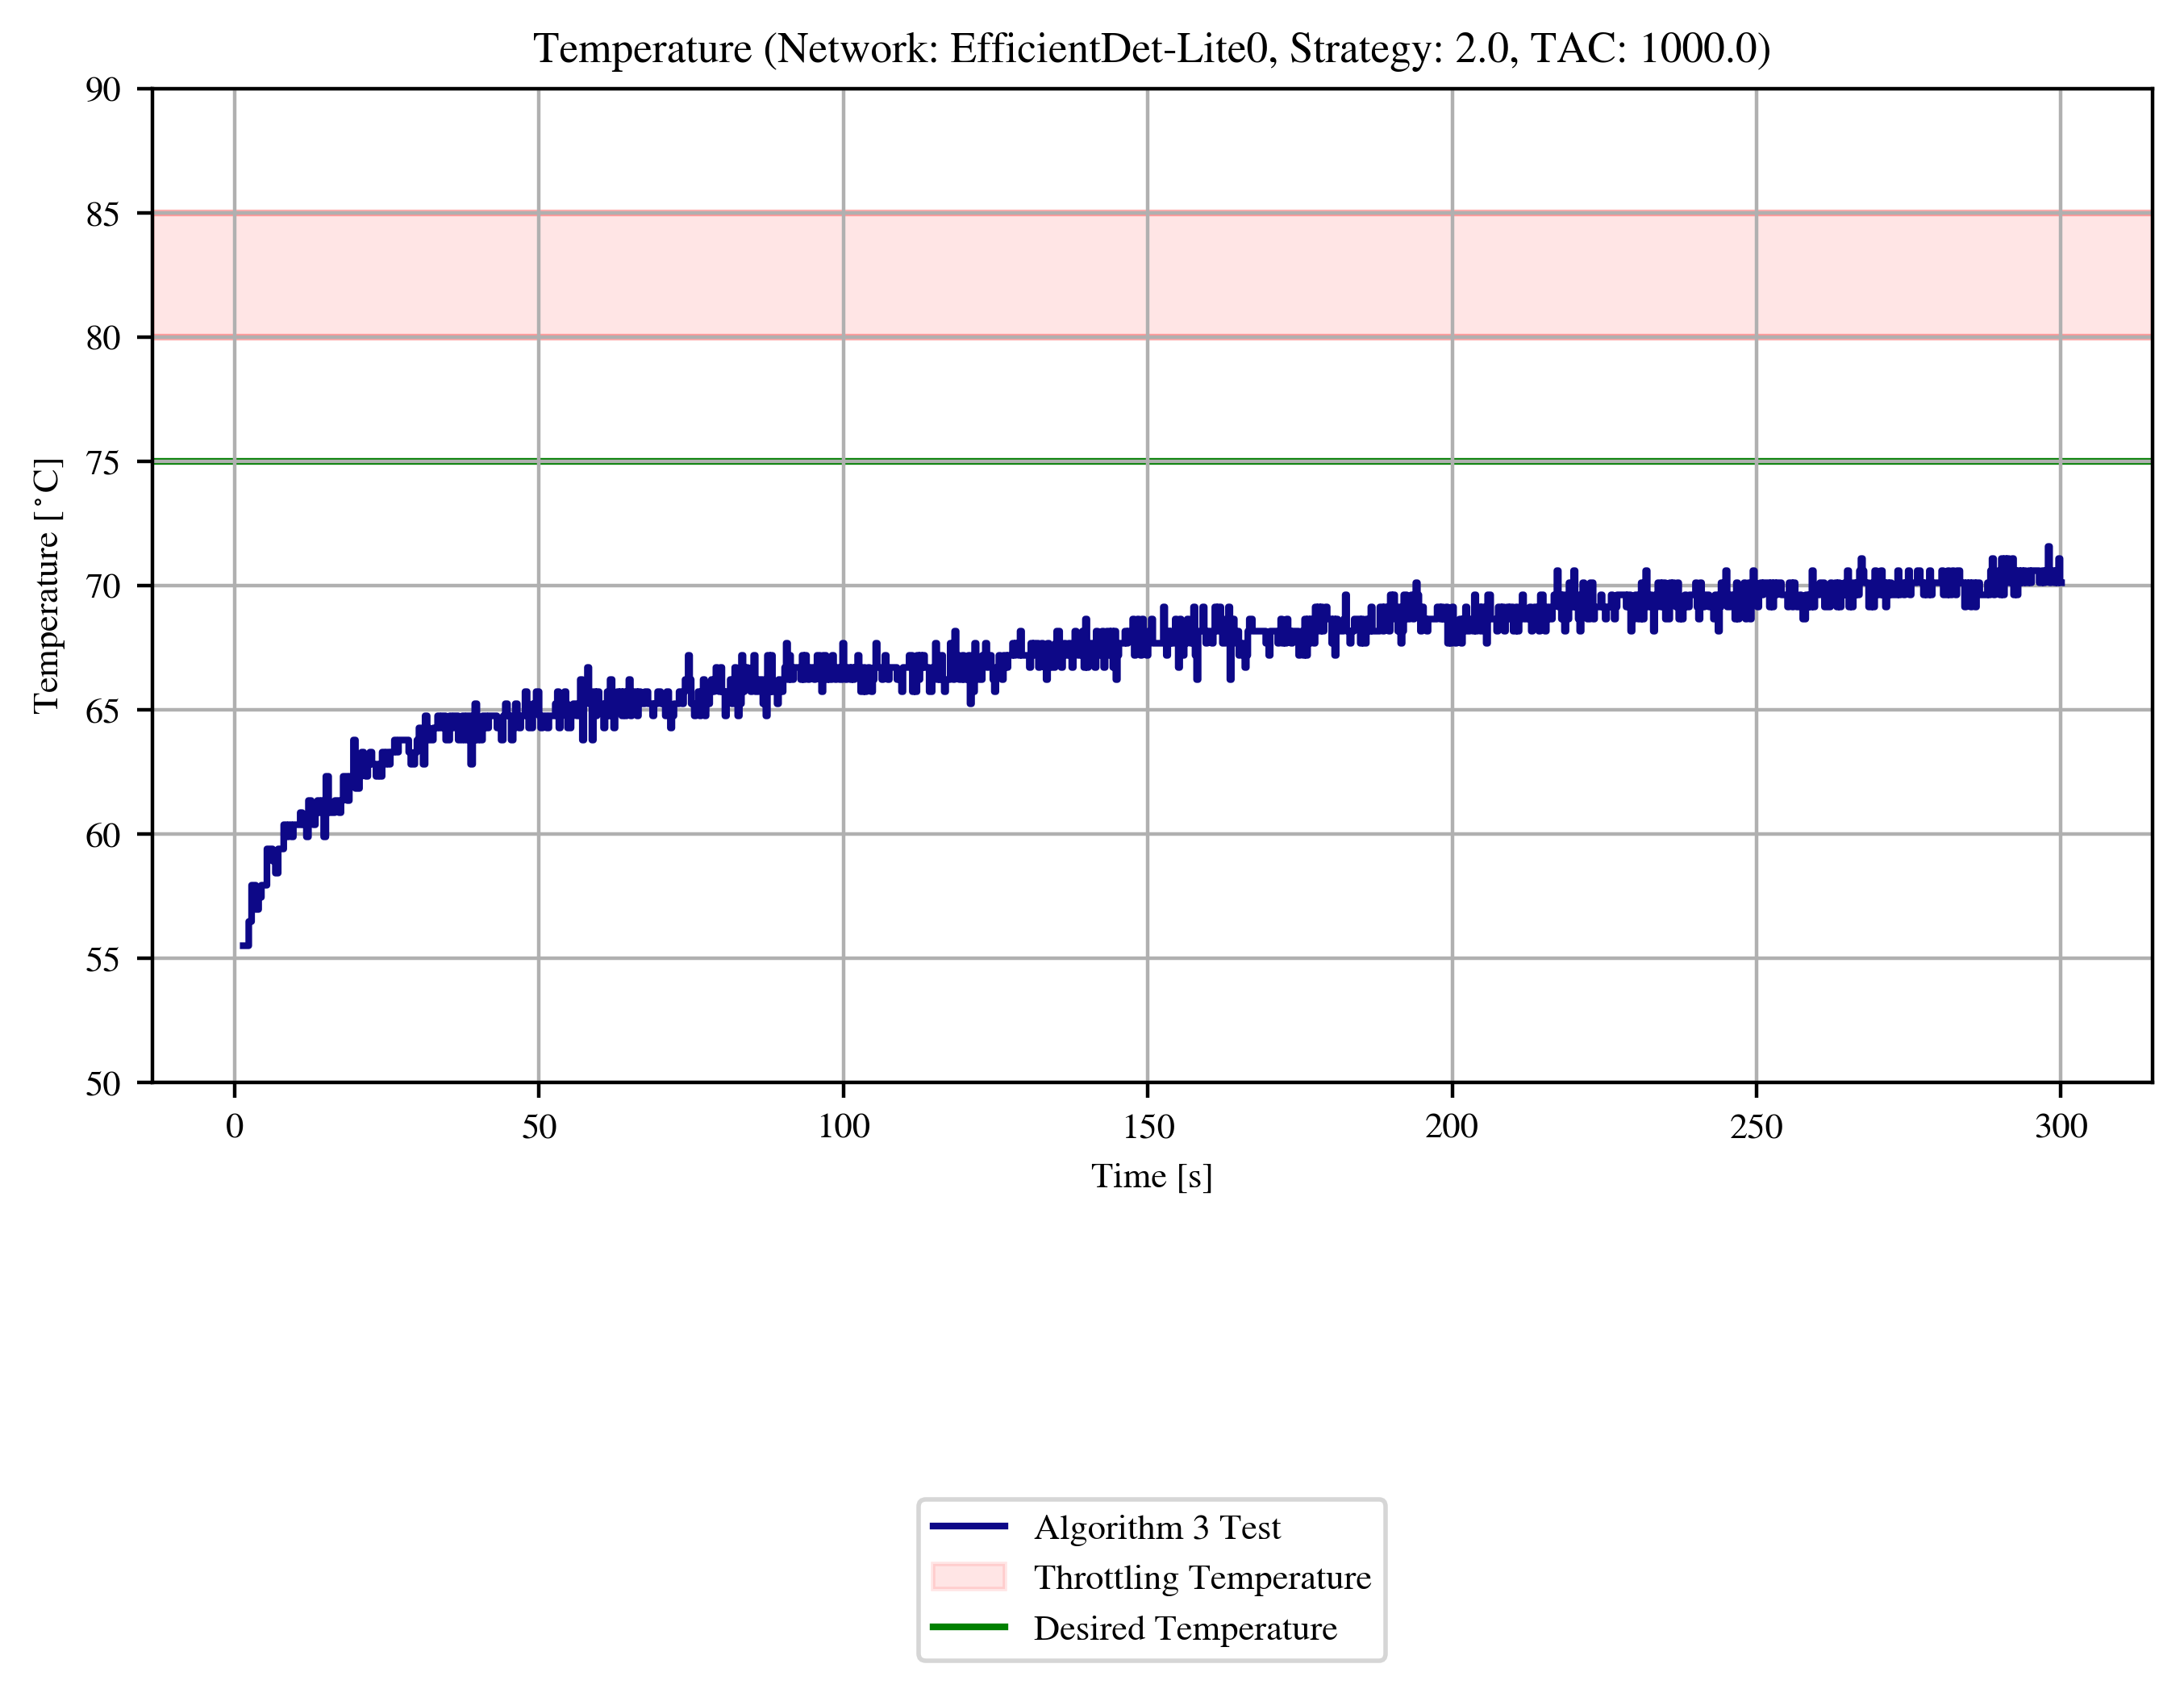 Temperature (Network: EfficientDet-Lite0, Strategy: 2.0, TAC: 1000.0)
90
85
80
75
70
65
60
55
50
Temperature [°C]
0 50 100 150 200 250 300
Time [s]
Algorithm 3 Test
Throttling Temperature
Desired Temperature